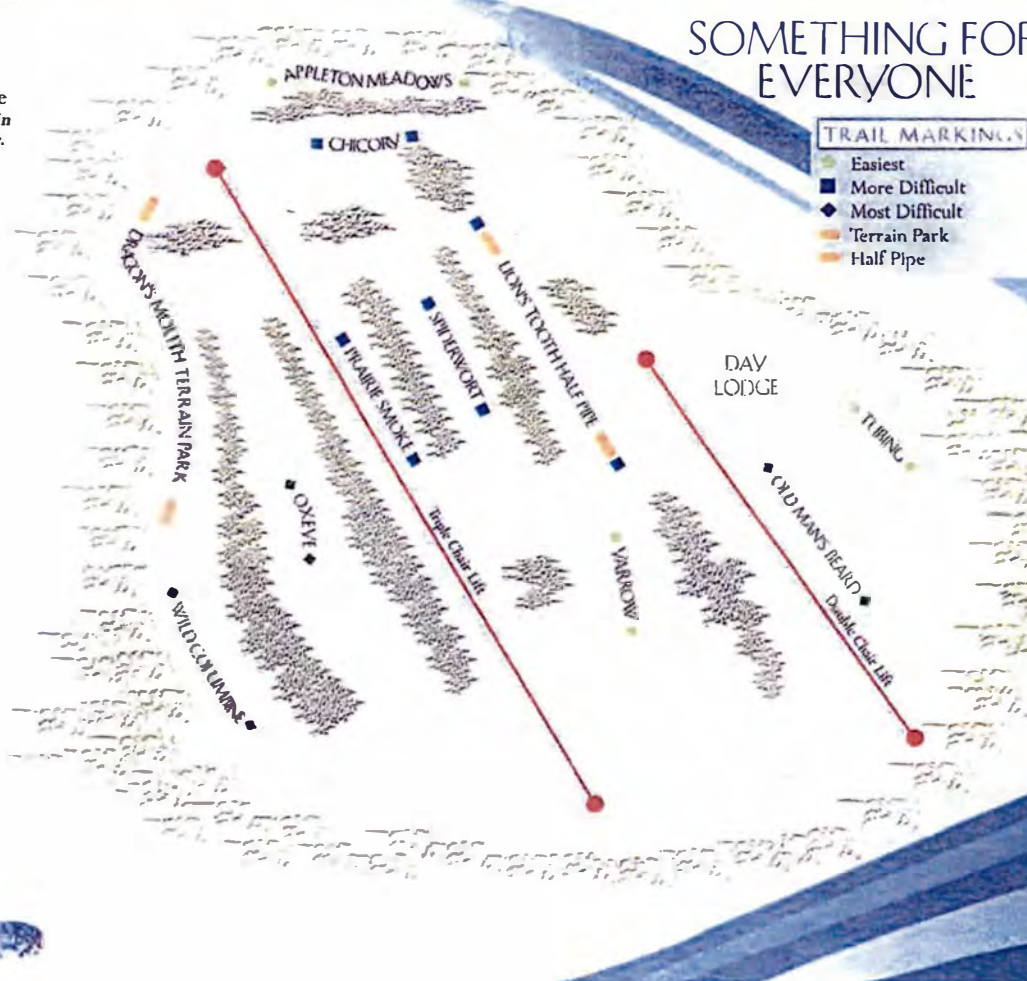 SOMETHING FOR
EVERYONE
TRAIL MARKINGS
Easiest
More Difficult
Most Difficult
Terrain Park
Half Pipe
APPLETON MEADOWS
CHICORY
DRAGON'S MOUTH TERRAIN PARK
LION'S TOOTH HALF PIPE
SPIDERWORT
PRAIRIE SMOKE
DAY
LODGE
TUBING
OLD MAN'S BEARD
OXEYE
Triple Chair Lift
YARROW
Double Chair Lift
WILD COLUMBINE